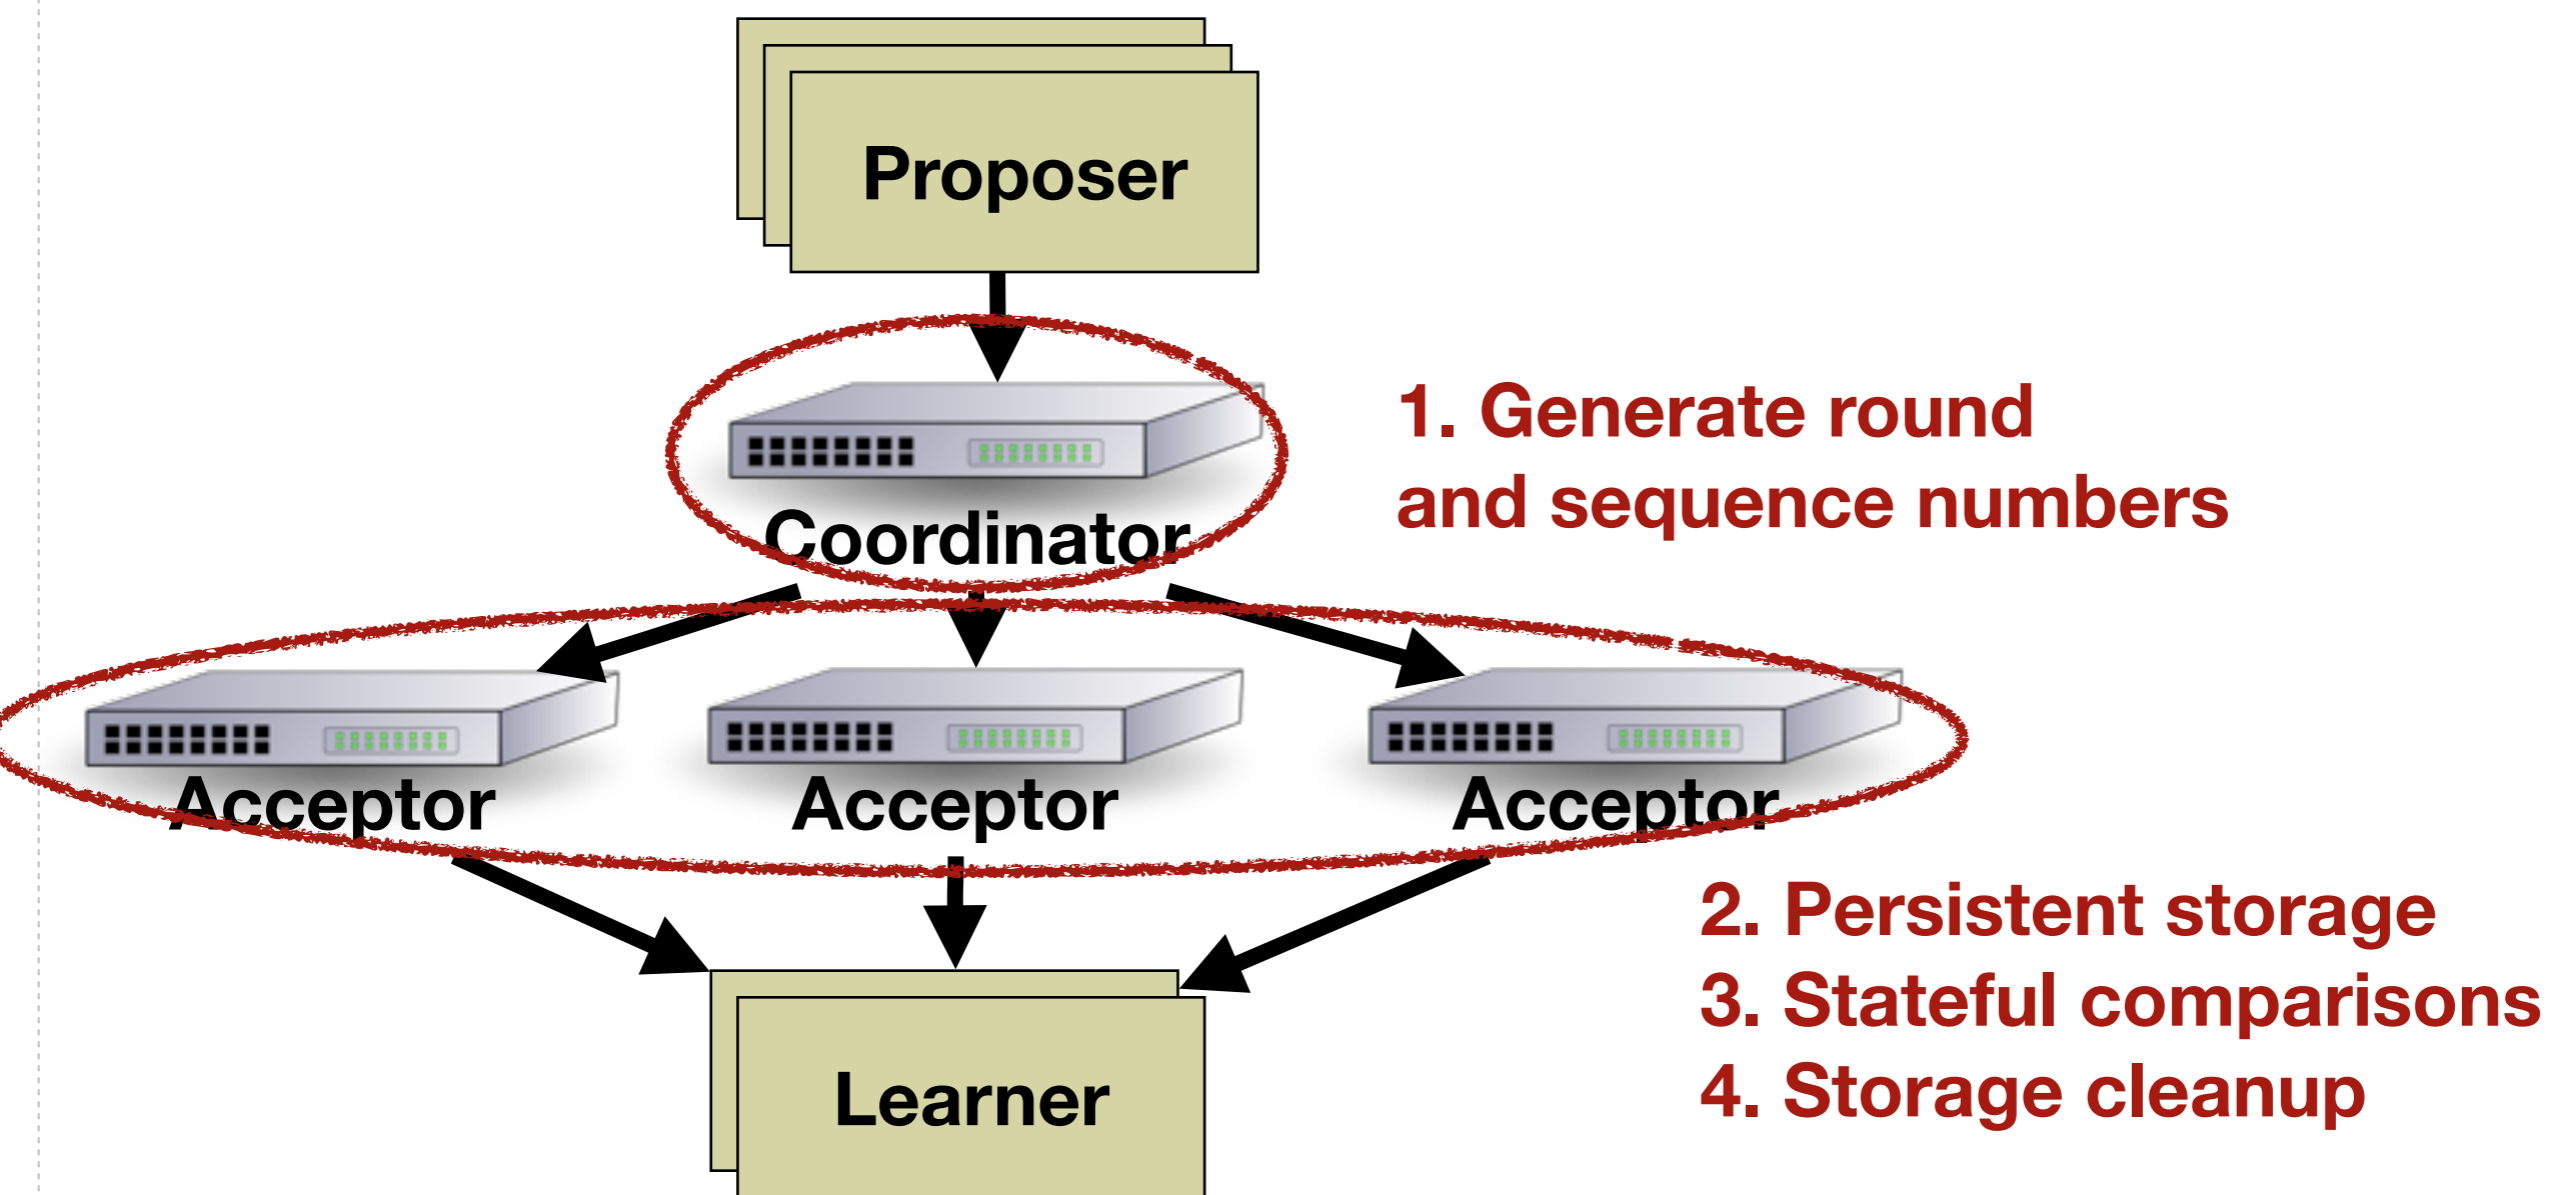 Proposer
1. Generate round
and sequence numbers
Coordinator
Acceptor
Acceptor
Acceptor
2. Persistent storage
3. Stateful comparisons
4. Storage cleanup
Learner